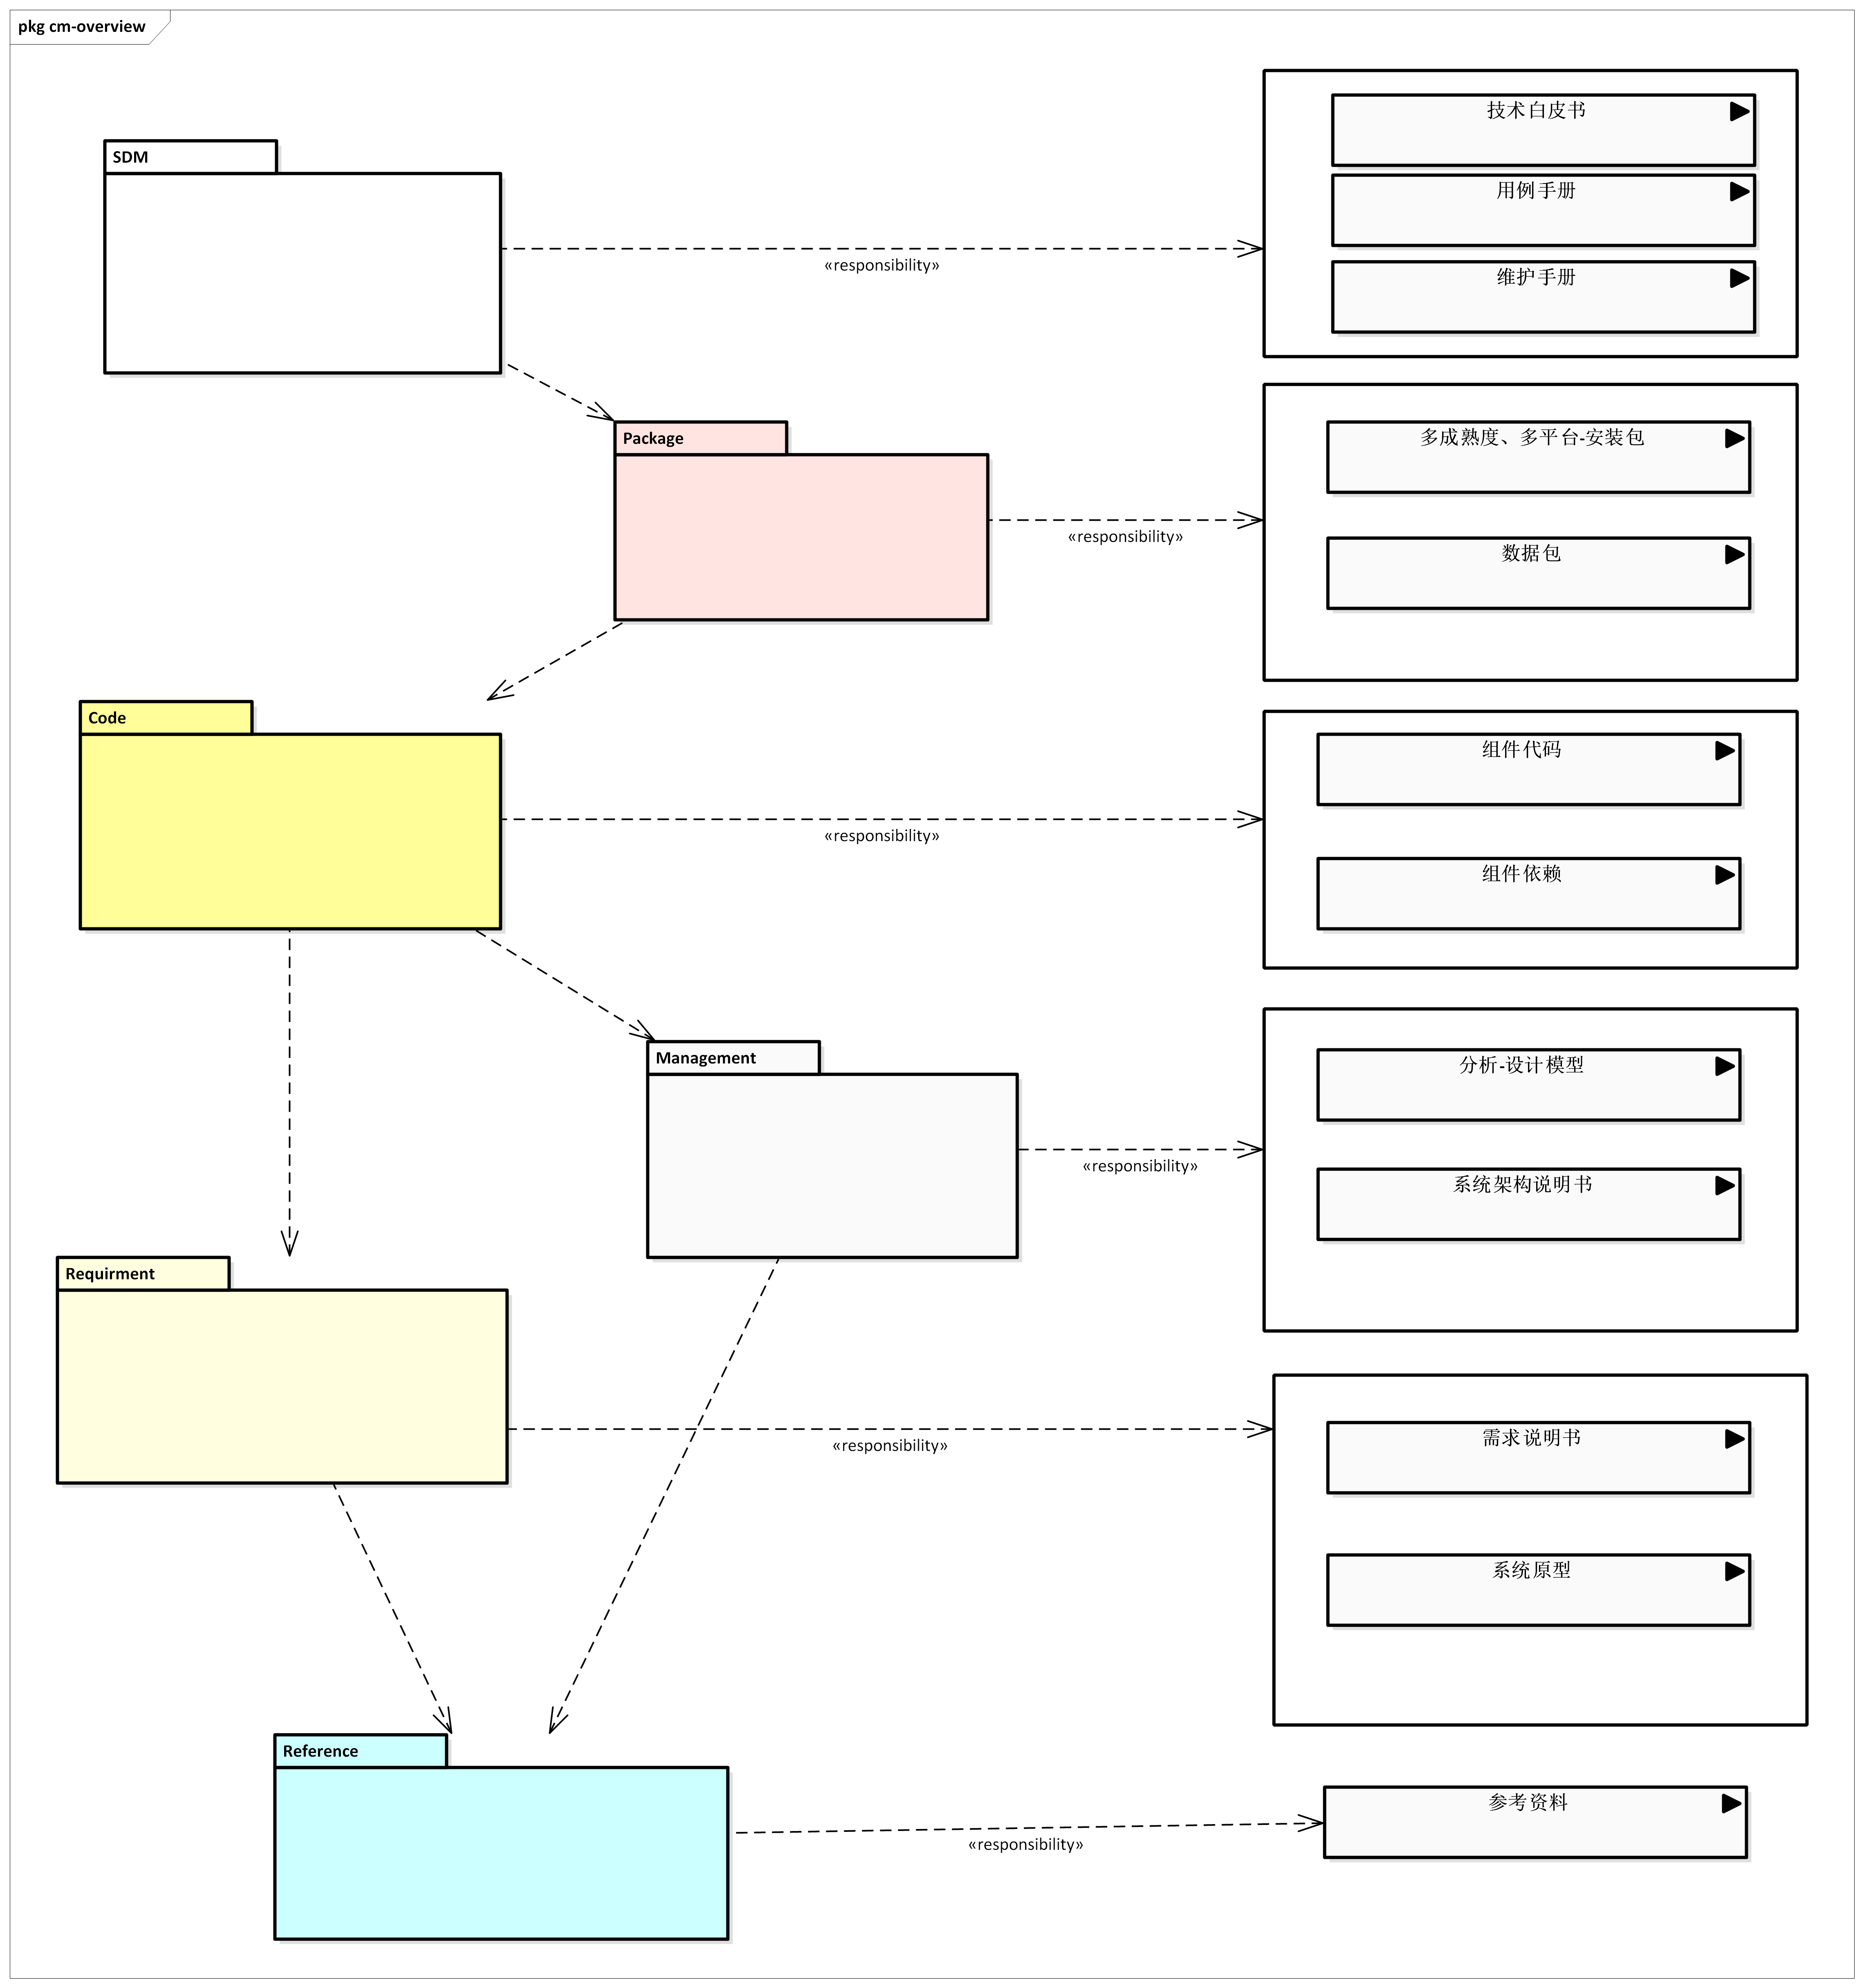 pkg cm-overview
SDM
«responsibility»
技术白皮书
用例手册
维护手册
Package
«responsibility»
多成熟度、多平台-安装包
数据包
Code
«responsibility»
组件代码
组件依赖
Management
«responsibility»
分析-设计模型
系统架构说明书
Requirment
«responsibility»
需求说明书
系统原型
Reference
«responsibility»
参考资料